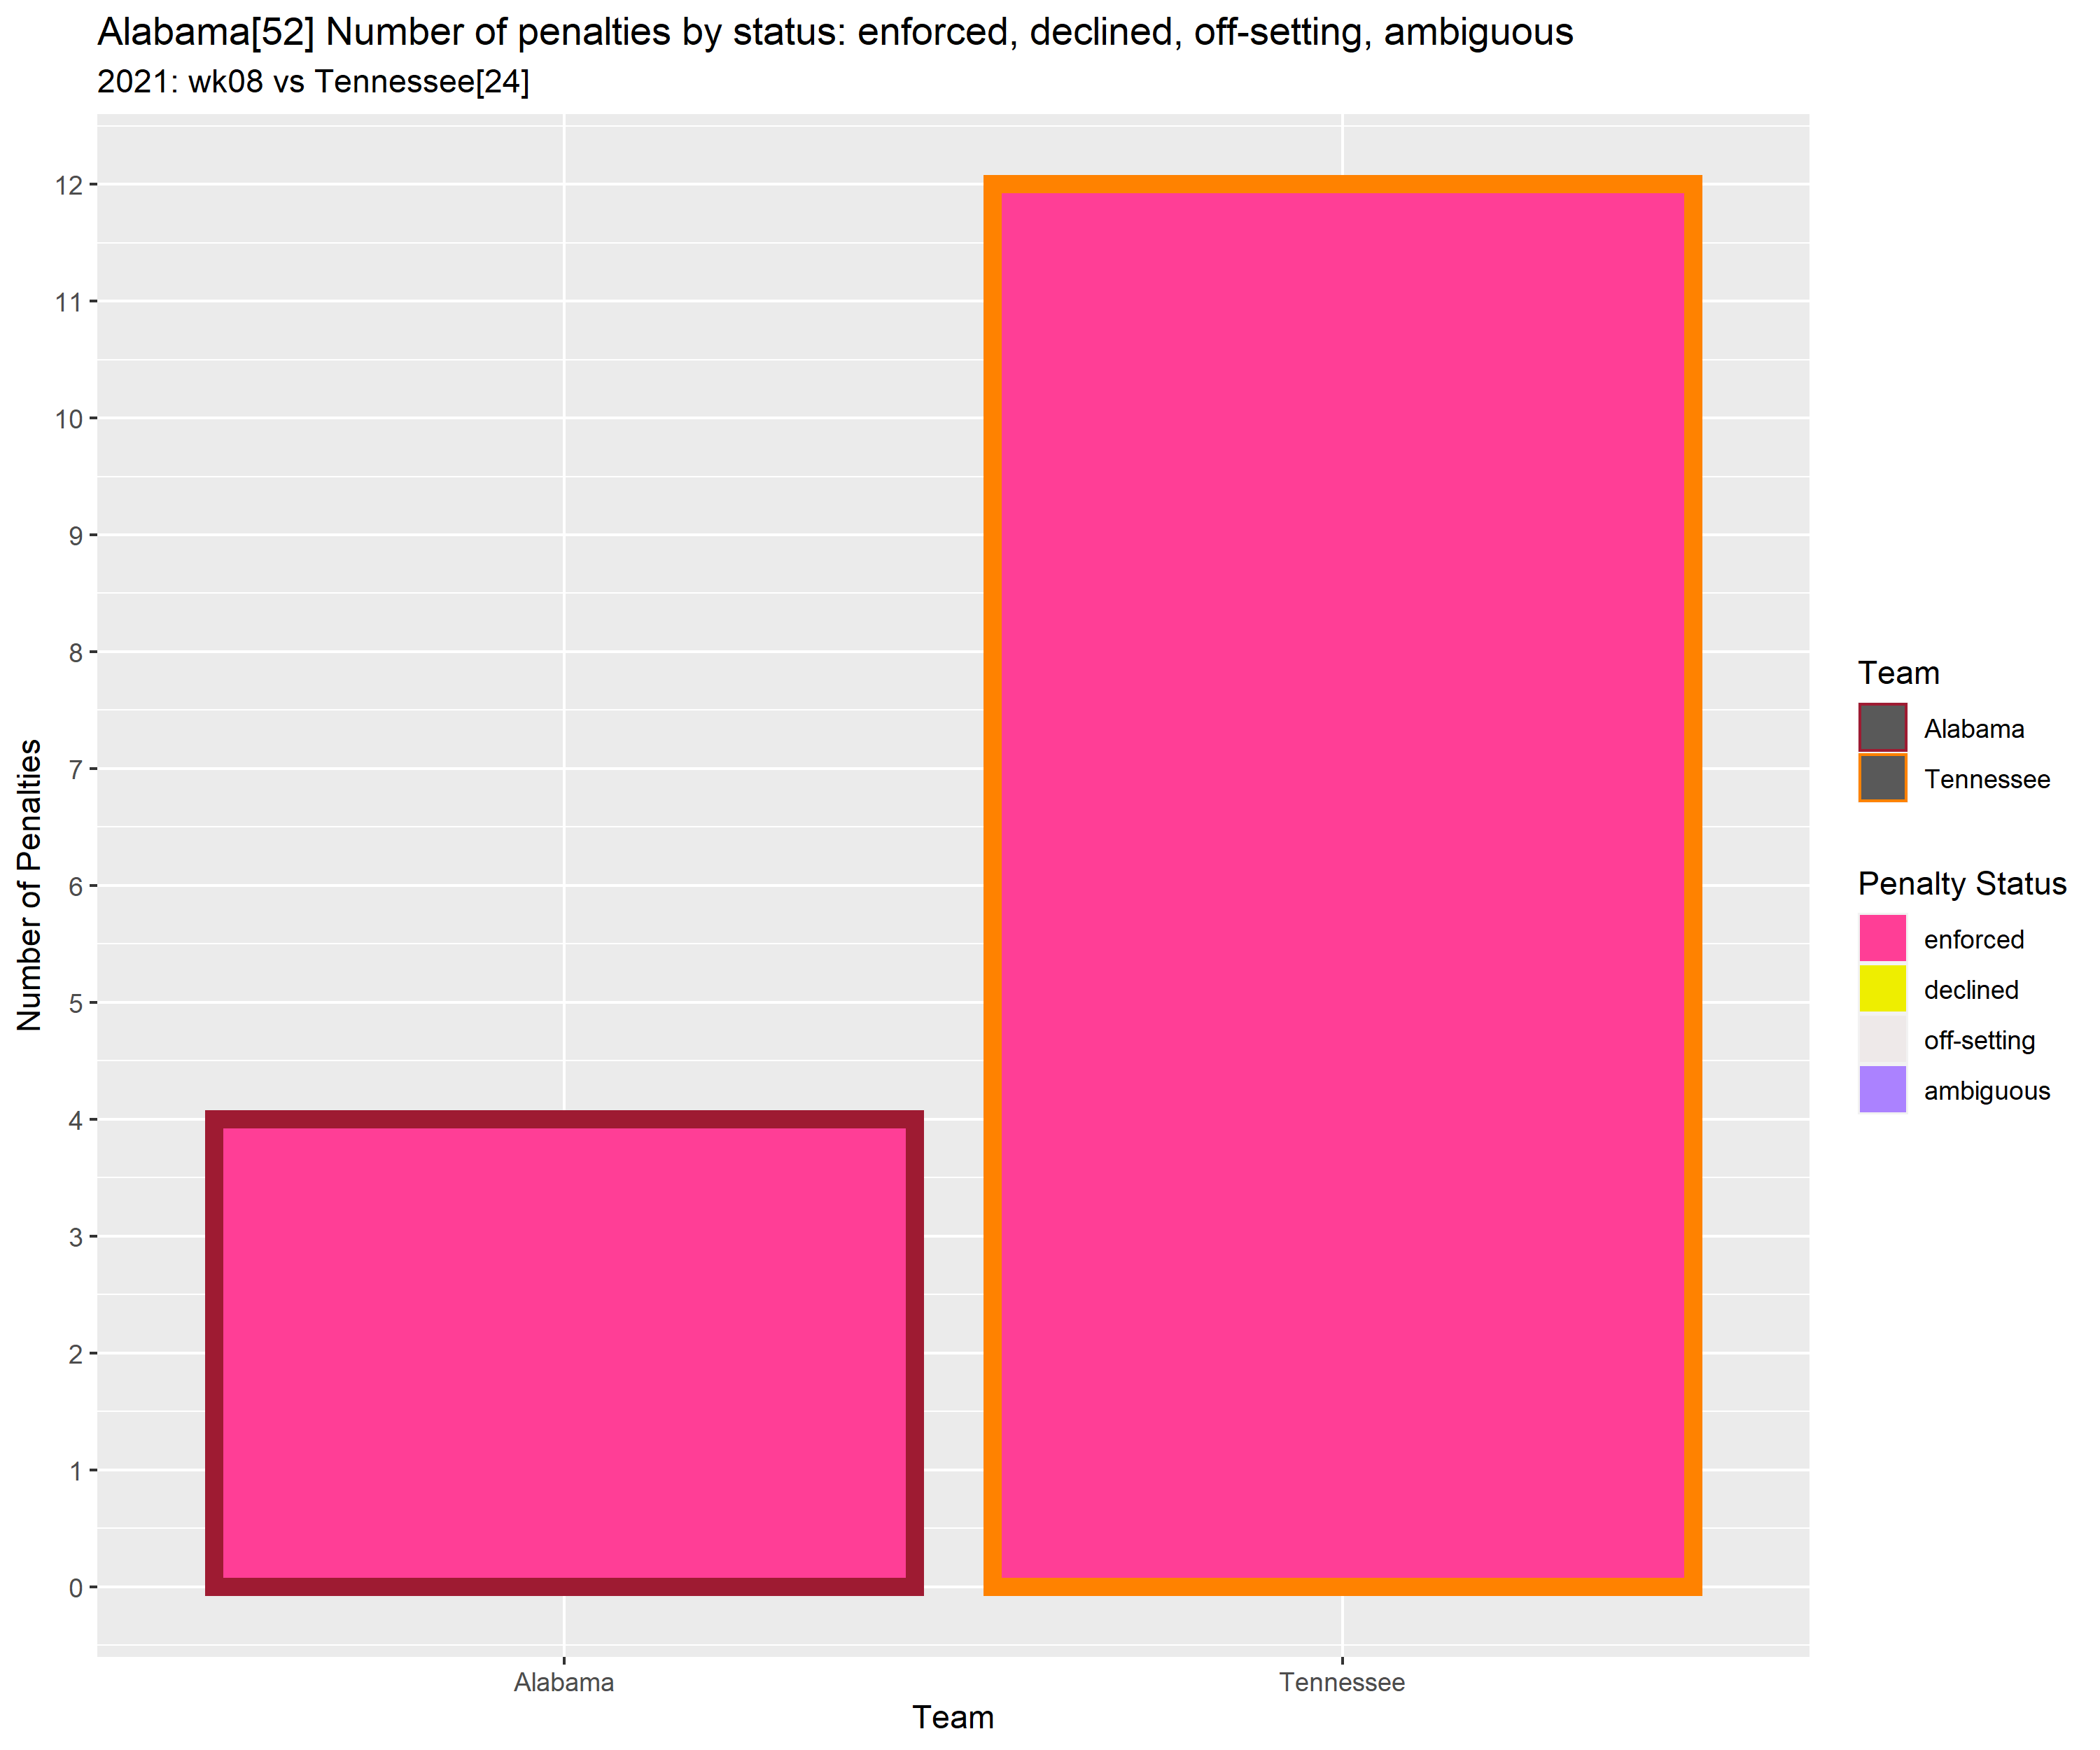 Alabama[52] Number of penalties by status: enforced, declined, off-setting, ambiguous
2021: wk08 vs Tennessee[24]
Number of Penalties
12
11
10
9
8
7
6
5
4
3
2
1
0
Alabama
Tennessee
Team
Team
Alabama
Tennessee
Penalty Status
enforced
declined
off-setting
ambiguous